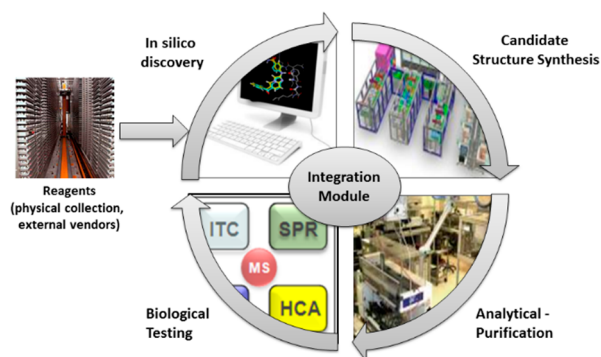 In silico
discovery
Candidate
Structure Synthesis
Reagents
(physical collection,
external vendors)
Integration
Module
ITC
SPR
MS
HCA
Biological
Testing
Analytical -
Purification